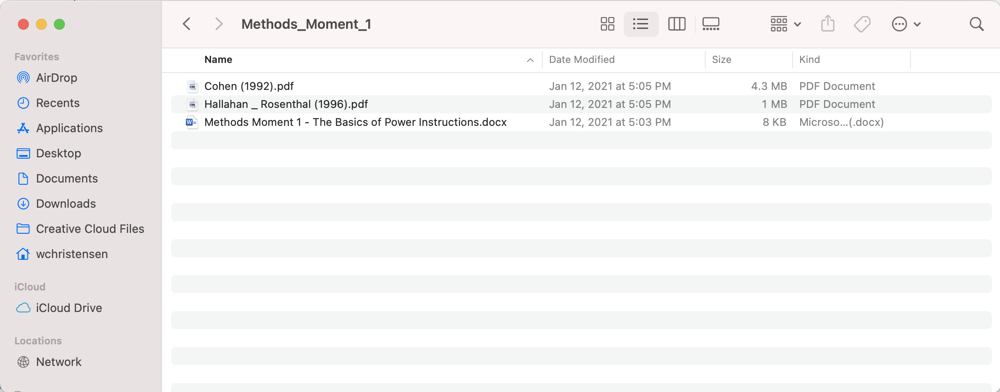 Methods_Moment_1
Favorites
AirDrop
Recents
Applications
Desktop
Documents
Downloads
Creative Cloud Files
wchristensen
iCloud
iCloud Drive
Locations
Network
Name Date Modified Size Kind
Cohen (1992).pdf Jan 12, 2021 at 5:05 PM 4.3 MB PDF Document
Hallahan _ Rosenthal (1996).pdf Jan 12, 2021 at 5:05 PM 1 MB PDF Document
W Methods Moment 1 - The Basics of Power Instructions.docx Jan 12, 2021 at 5:03 PM 8 KB Microso...(.docx)